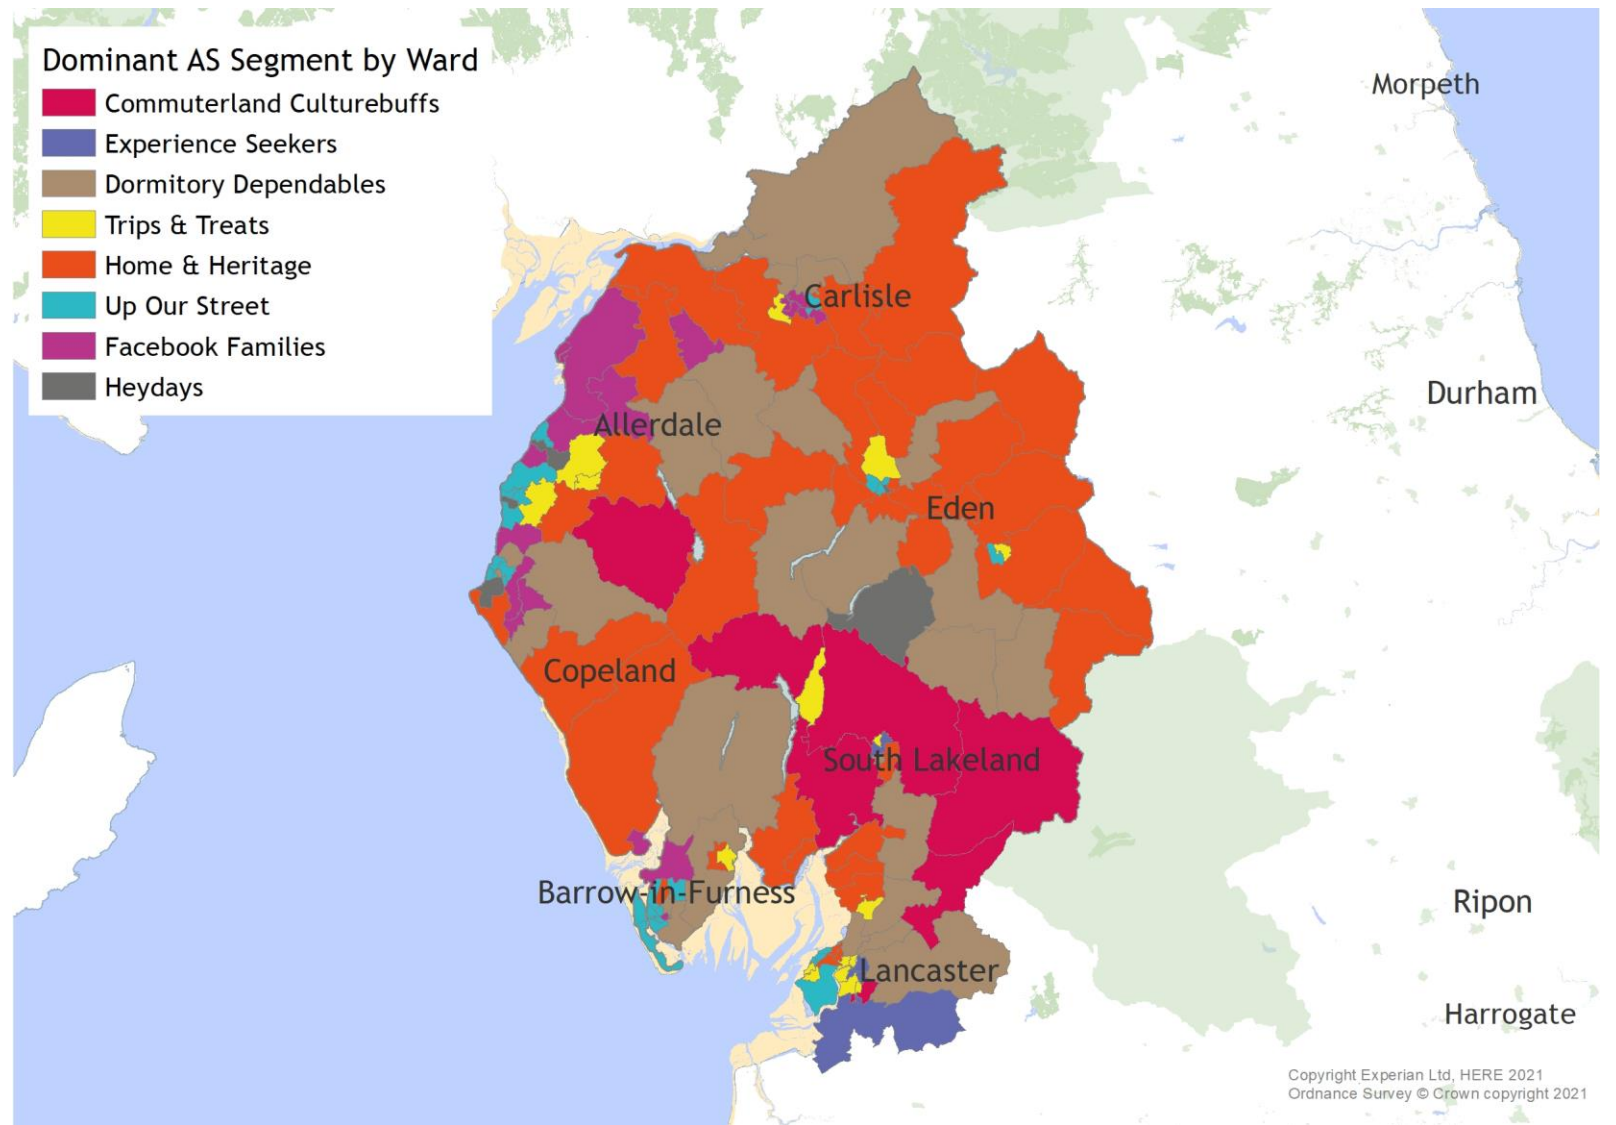 Dominant AS Segment by Ward
Commuterland Culturebuffs
Experience Seekers
Dormitory Dependables
Trips & Treats
Home & Heritage
Up Our Street
Facebook Families
Heydays
Morpeth
Carlisle
Durham
Allerdale
Eden
Copeland
South Lakeland
Barrow-in-Furness
Ripon
Lancaster
Harrogate
Copyright Experian Ltd, HERE 2021
Ordnance Survey © Crown copyright 2021